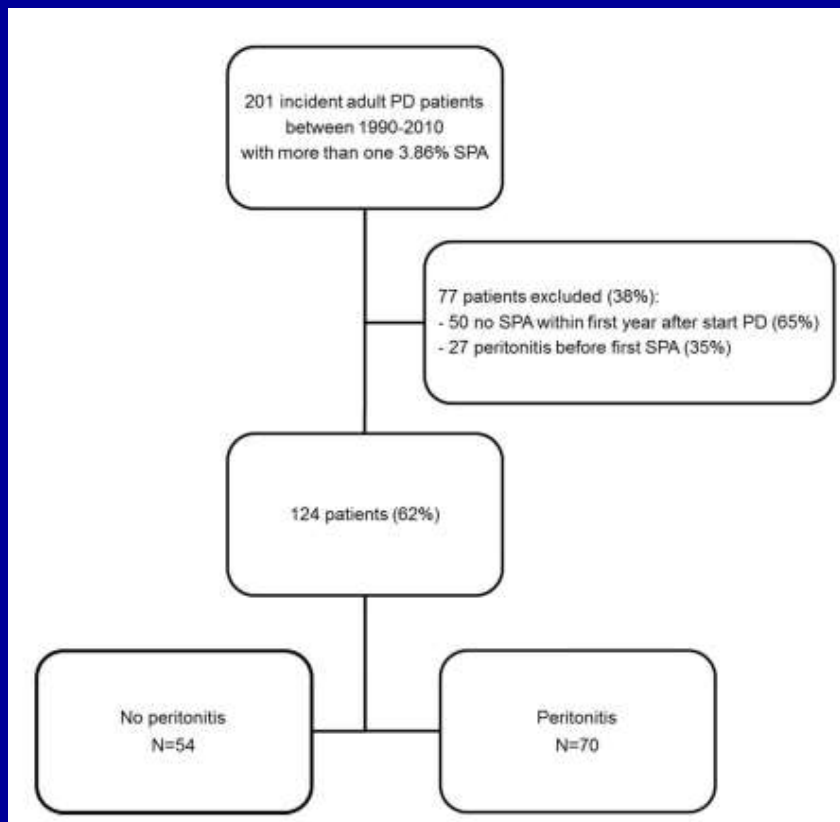 201 incident adult PD patients
between 1990-2010
with more than one 3.86% SPA
77 patients excluded (38%):
- 50 no SPA within first year after start PD (65%)
- 27 peritonitis before first SPA (35%)
124 patients (62%)
No peritonitis
N=54
Peritonitis
N=70